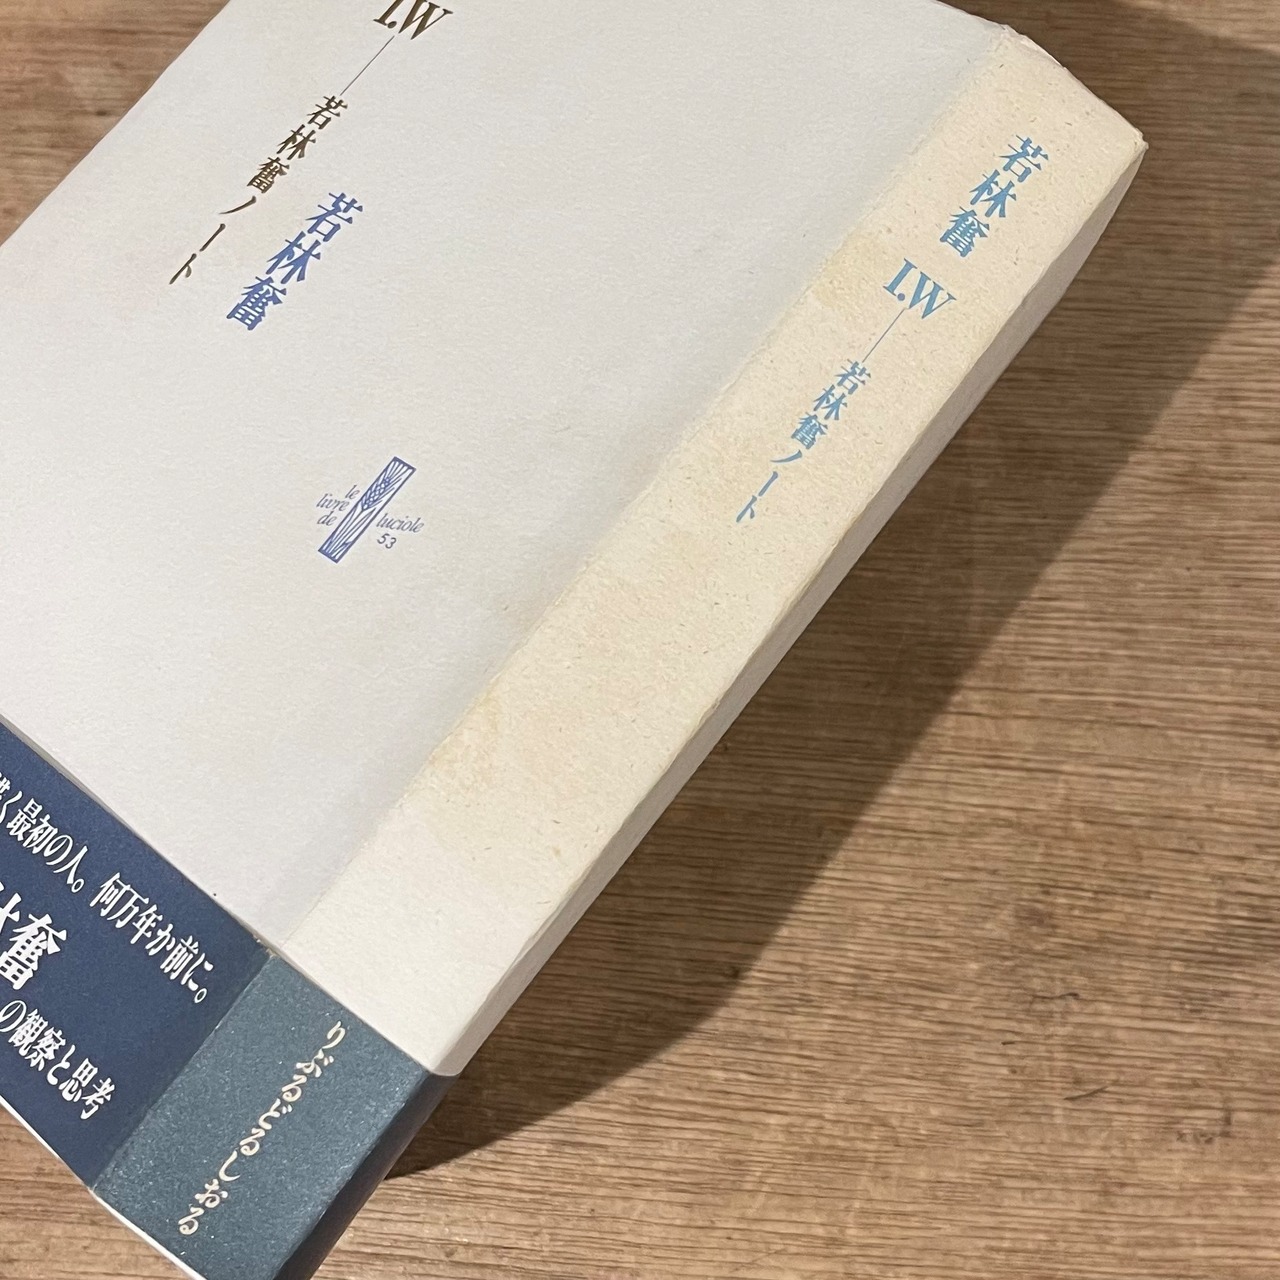 I.W──若林奮ノート
若林奮
le
livre
de
luciole
53
く最初の人。何万年か前に。
奮
の観察と思考
若林奮 I.W──若林奮ノート
りぶるどるしおる